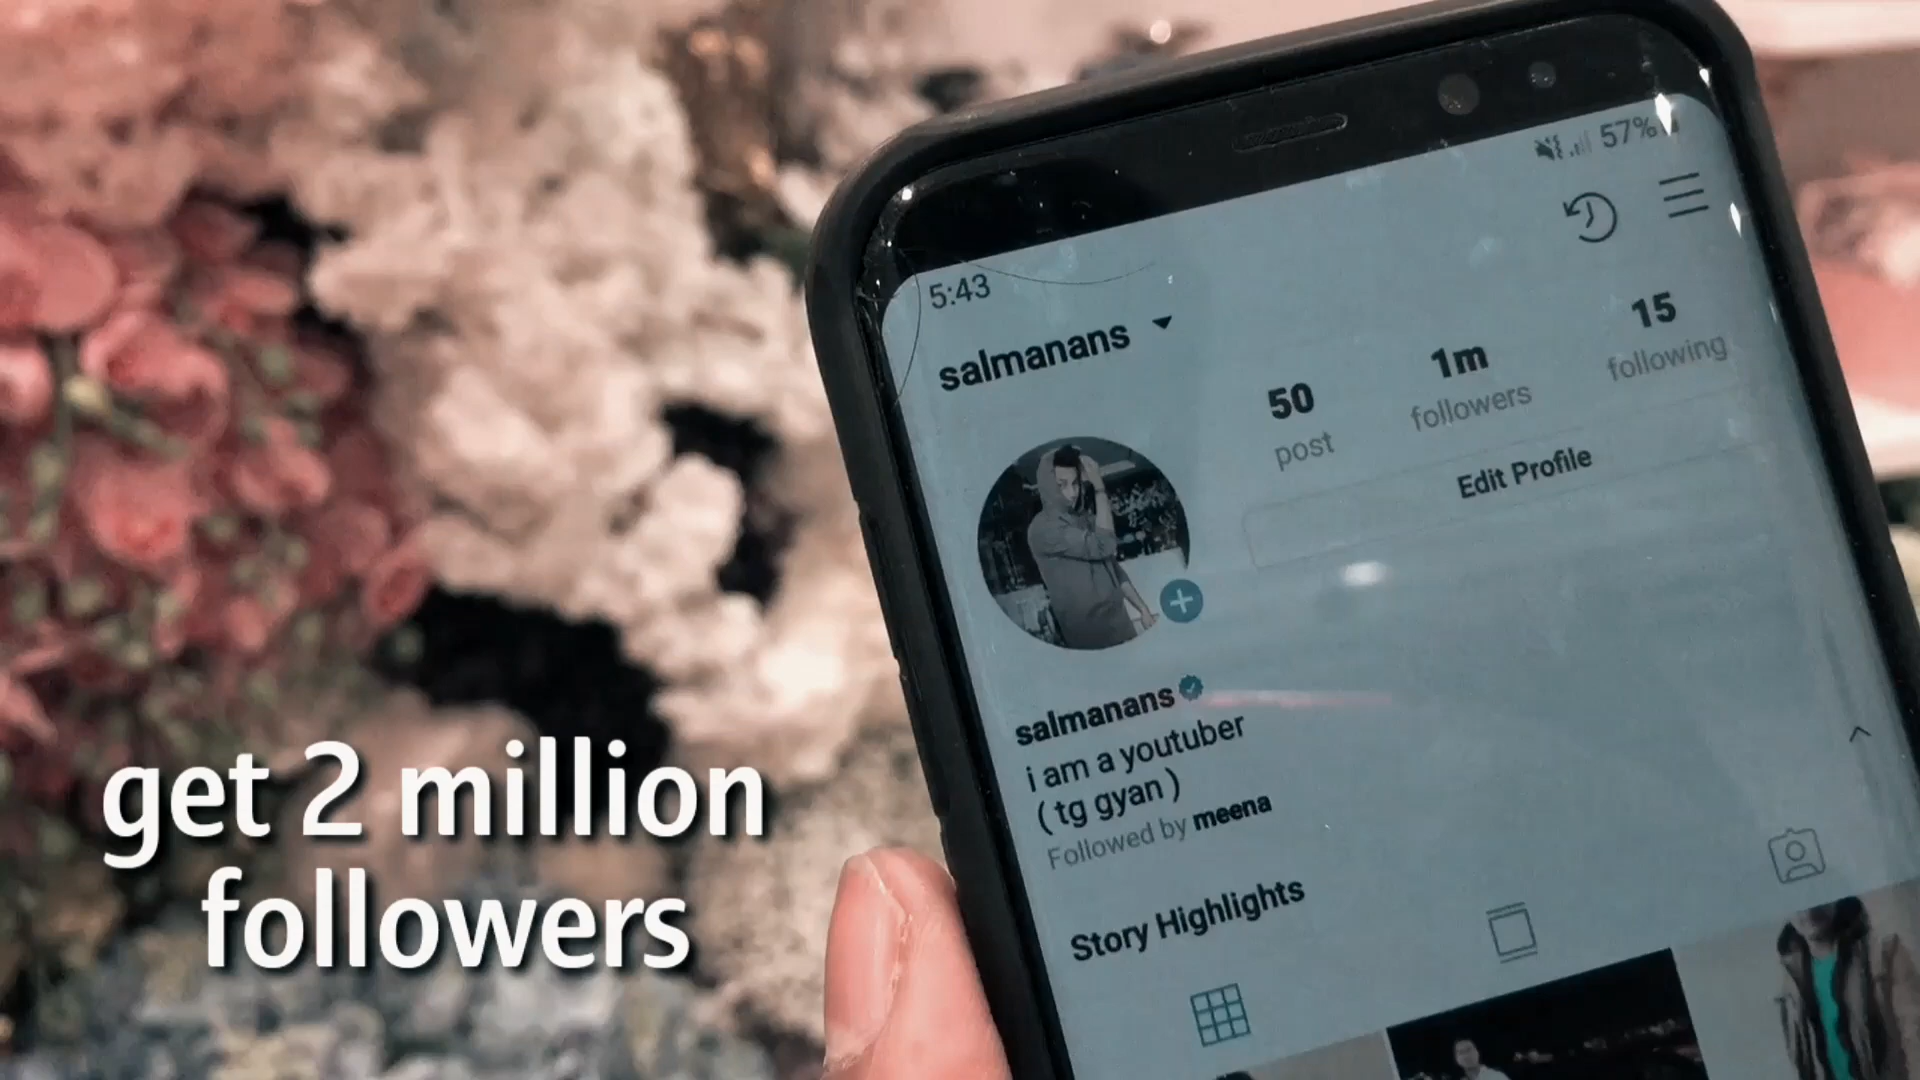 57%
5:43
salmanans
50
post
1m
followers
15
following
Edit Profile
salmanans
i am a youtuber
( tg gyan )
Followed by meena
Story Highlights
get 2 million
followers